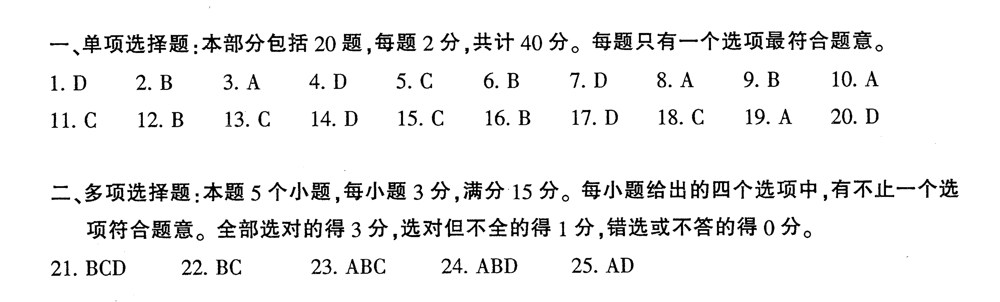 一、单项选择题:本部分包括 20 题,每题 2 分,共计 40 分。每题只有一个选项最符合题意。
1. D 2. B 3. A 4. D 5. C 6. B 7. D 8. A 9. B 10. A
11. C 12. B 13. C 14. D 15. C 16. B 17. D 18. C 19. A 20. D
二、多项选择题:本题 5 个小题,每小题 3 分,满分 15 分。每小题给出的四个选项中,有不止一个选
项符合题意。全部选对的得 3 分,选对但不全的得 1 分,错选或不答的得 0 分。
21. BCD 22. BC 23. ABC 24. ABD 25. AD